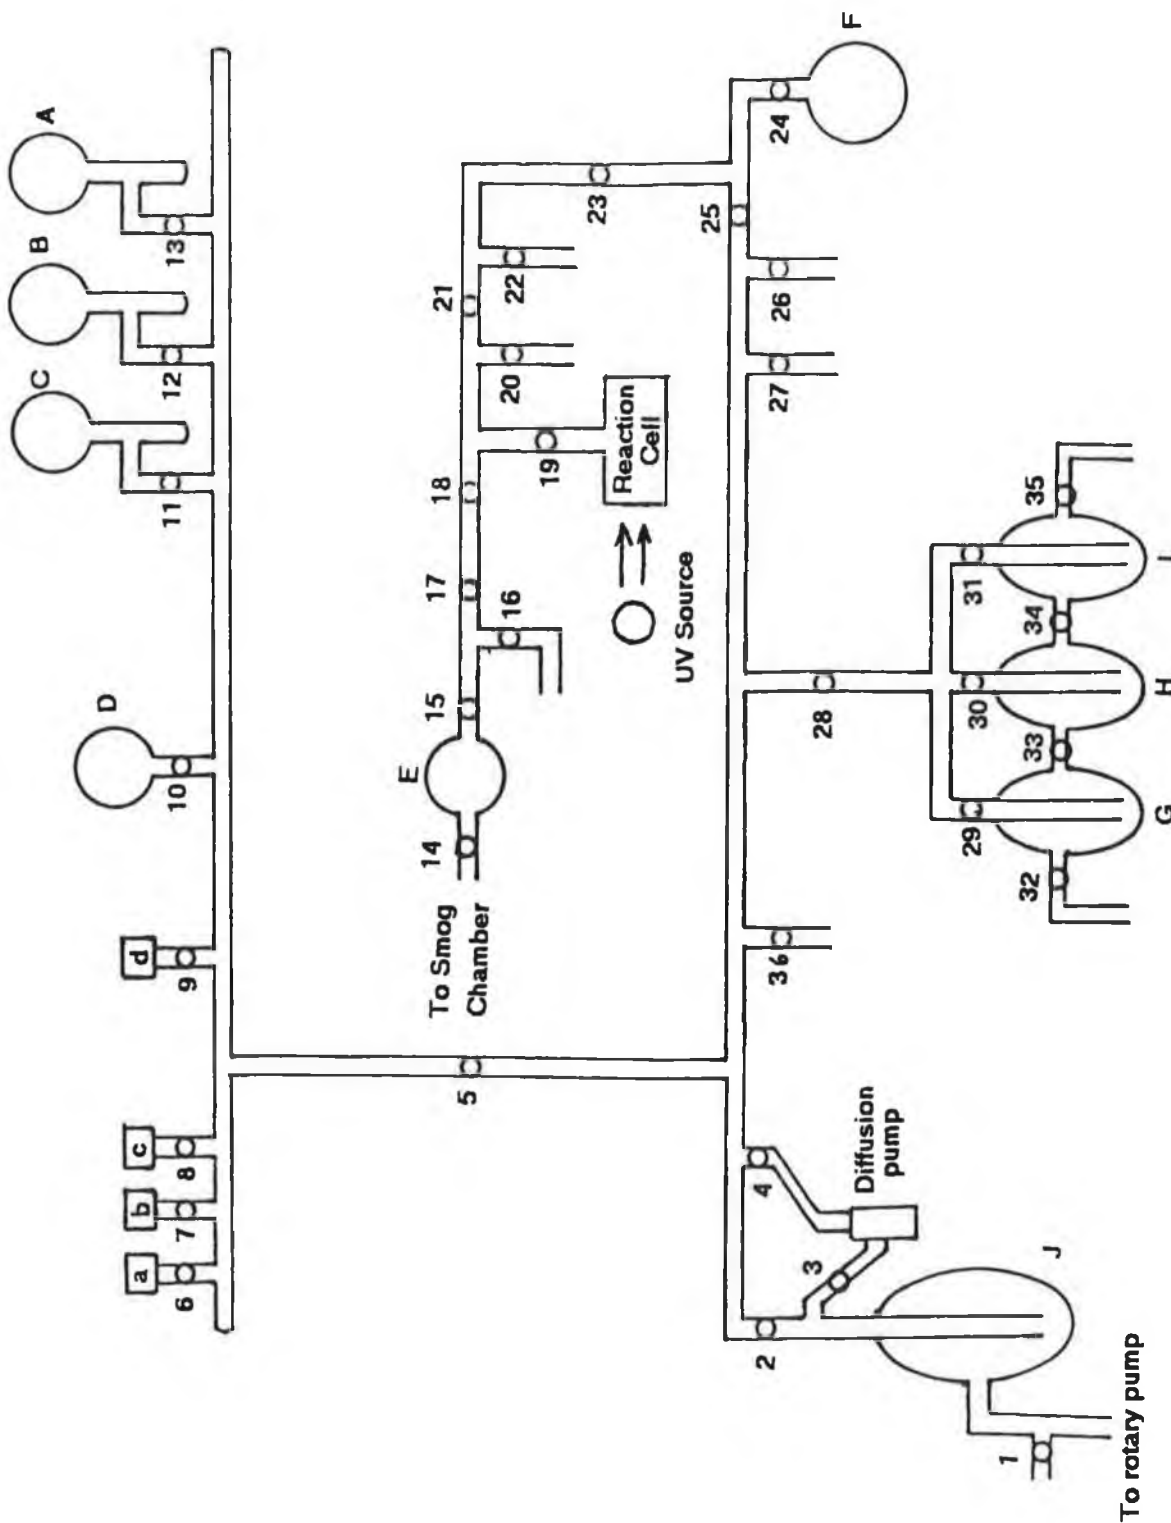 C B A
D
a b c d
6 7 8 9 10 11 12 13
E
To Smog
Chamber
14 15 17 18 21
5
16 20 22
19
23
Reaction
Cell
UV Source
25
2 4 36 27 26 24
3 28
F
Diffusion
pump
29 30 31
1
32 33 34 35
J
To rotary pump
G H I